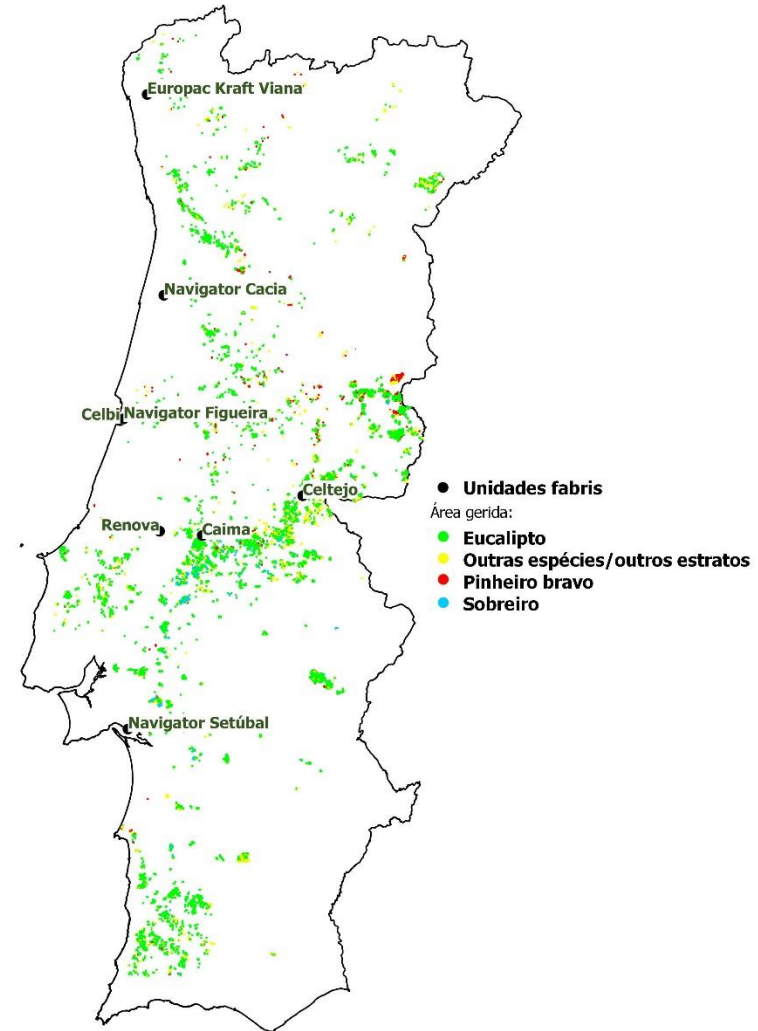 Europac Kraft Viana
Navigator Cacia
Celbi Navigator Figueira
Celtejo
Renova
Caima
Navigator Setúbal
Unidades fabris
Área gerida:
Eucalipto
Outras espécies/outros estratos
Pinheiro bravo
Sobreiro